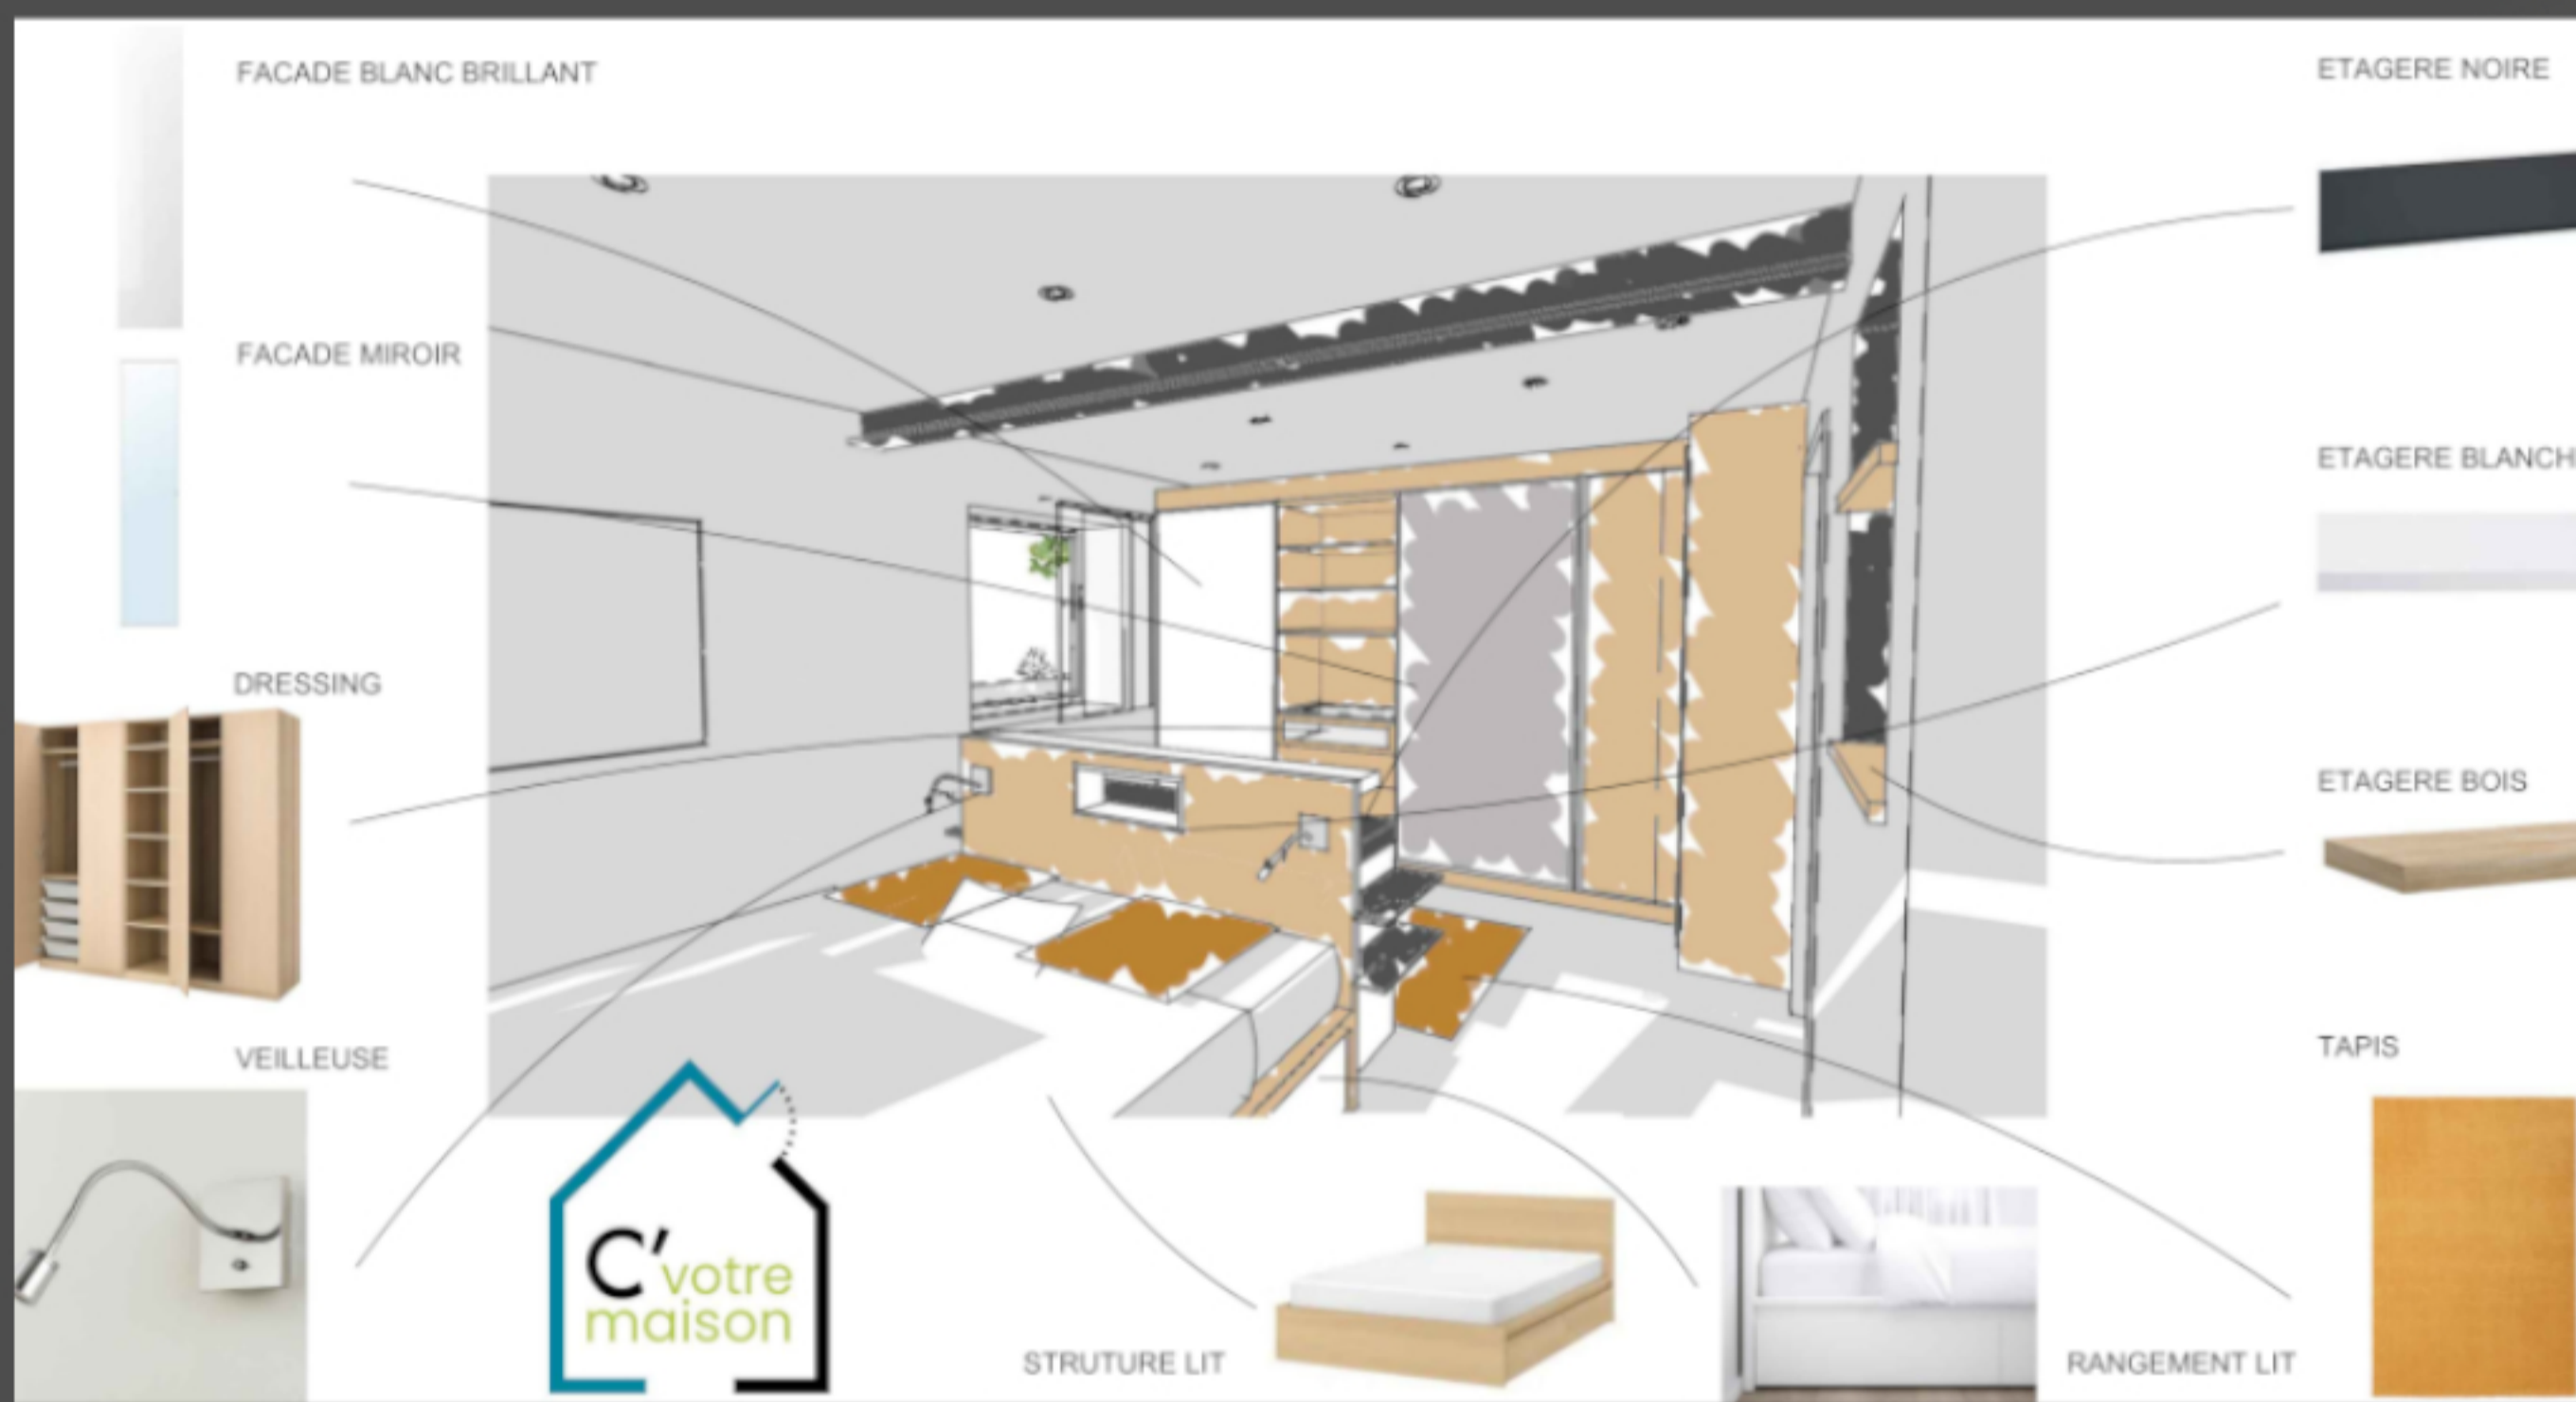 FACADE BLANC BRILLANT
FACADE MIROIR
DRESSING
VEILLEUSE
C'votre
maison
STRUTURE LIT
RANGEMENT LIT
ETAGERE NOIRE
ETAGERE BLANCH
ETAGERE BOIS
TAPIS